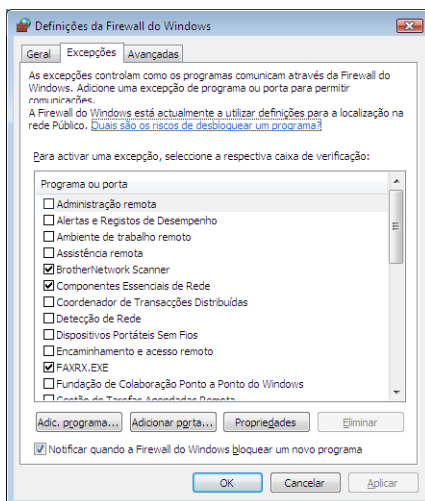 Definições da Firewall do Windows
Geral Excepções Avançadas
As excepções controlam como os programas comunicam através da Firewall do
Windows. Adicione uma excepção de programa ou porta para permitir
comunicações.
A Firewall do Windows está actualmente a utilizar definições para a localização na
rede Público. Quais são os riscos de desbloquear um programa?
Para activar uma excepção, seleccione a respectiva caixa de verificação:
Programa ou porta
Administração remota
Alertas e Registos de Desempenho
Ambiente de trabalho remoto
Assistência remota
BrotherNetwork Scanner
Componentes Essenciais de Rede
Coordenador de Transacções Distribuídas
Detecção de Rede
Dispositivos Portáteis Sem Fios
Encaminhamento e acesso remoto
FAXRX.EXE
Fundação de Colaboração Ponto a Ponto do Windows
Gestão de Tarefas Agendadas Remota
Adic. programa... Adicionar porta... Propriedades Eliminar
Notificar quando a Firewall do Windows bloquear um novo programa
OK Cancelar Aplicar